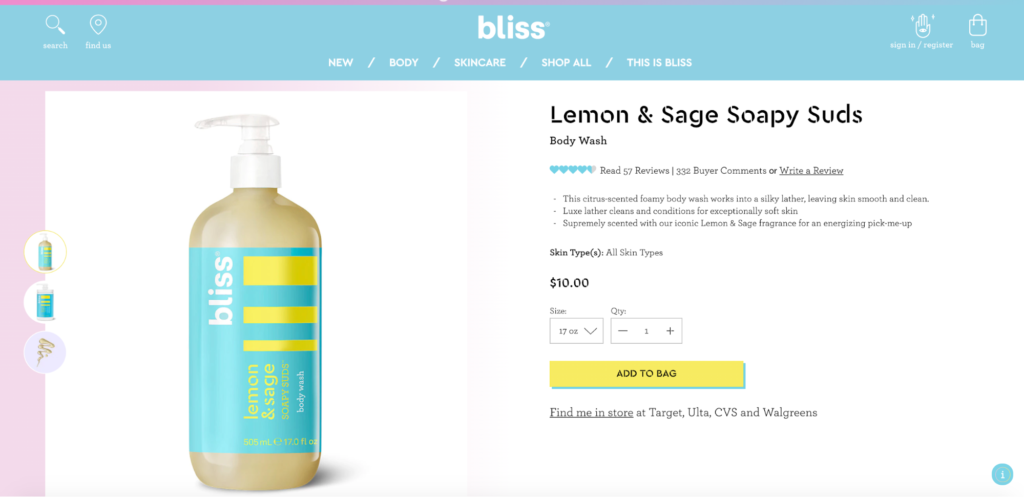 bliss
search
find us
sign in / register
bag
NEW / BODY / SKINCARE / SHOP ALL / THIS IS BLISS
Lemon & Sage Soapy Suds
Body Wash
Read 57 Reviews | 332 Buyer Comments or Write a Review
- This citrus-scented foamy body wash works into a silky lather, leaving skin smooth and clean.
- Luxe lather cleans and conditions for exceptionally soft skin
- Supremely scented with our iconic Lemon & Sage fragrance for an energizing pick-me-up
Skin Type(s): All Skin Types
$10.00
Size:
Qty:
17 oz
— 1 +
ADD TO BAG
Find me in store at Target, Ulta, CVS and Walgreens
i
bliss
lemon
& sage
SOAPY SUDS
body wash
505 mL ℮ 17.0 fl oz